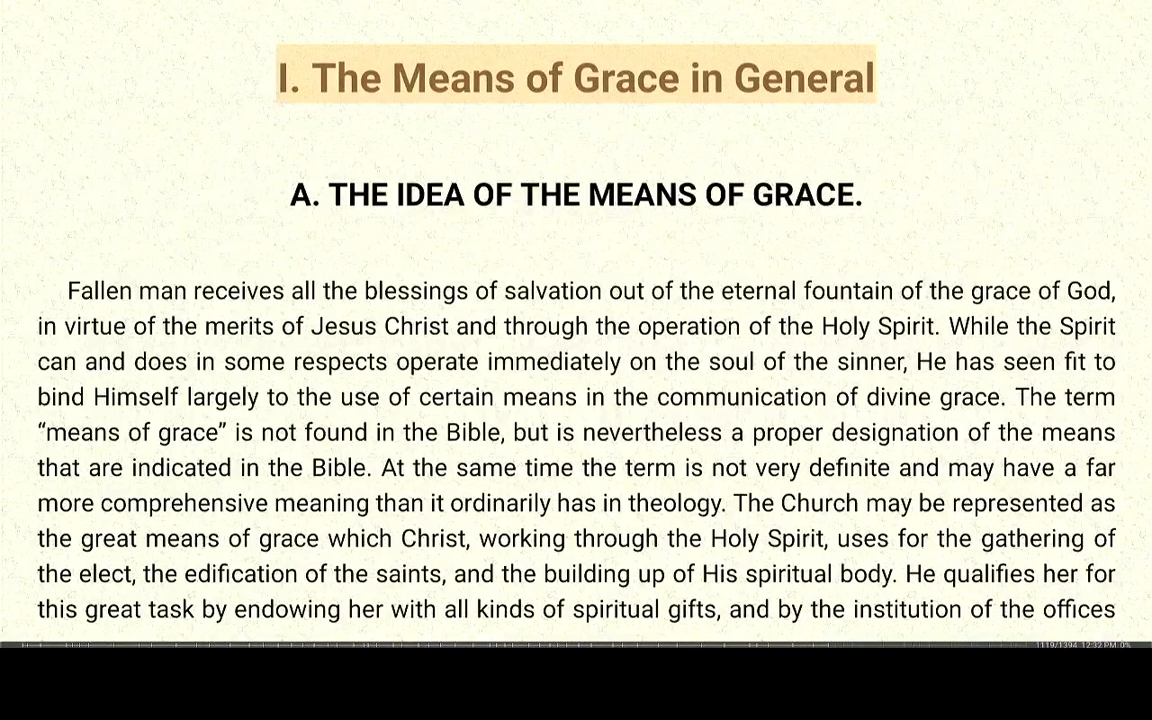 I. The Means of Grace in General
A. THE IDEA OF THE MEANS OF GRACE.
Fallen man receives all the blessings of salvation out of the eternal fountain of the grace of God,
in virtue of the merits of Jesus Christ and through the operation of the Holy Spirit. While the Spirit
can and does in some respects operate immediately on the soul of the sinner, He has seen fit to
bind Himself largely to the use of certain means in the communication of divine grace. The term
“means of grace” is not found in the Bible, but is nevertheless a proper designation of the means
that are indicated in the Bible. At the same time the term is not very definite and may have a far
more comprehensive meaning than it ordinarily has in theology. The Church may be represented as
the great means of grace which Christ, working through the Holy Spirit, uses for the gathering of
the elect, the edification of the saints, and the building up of His spiritual body. He qualifies her for
this great task by endowing her with all kinds of spiritual gifts, and by the institution of the offices
1119/1394 12:32 PM 0%